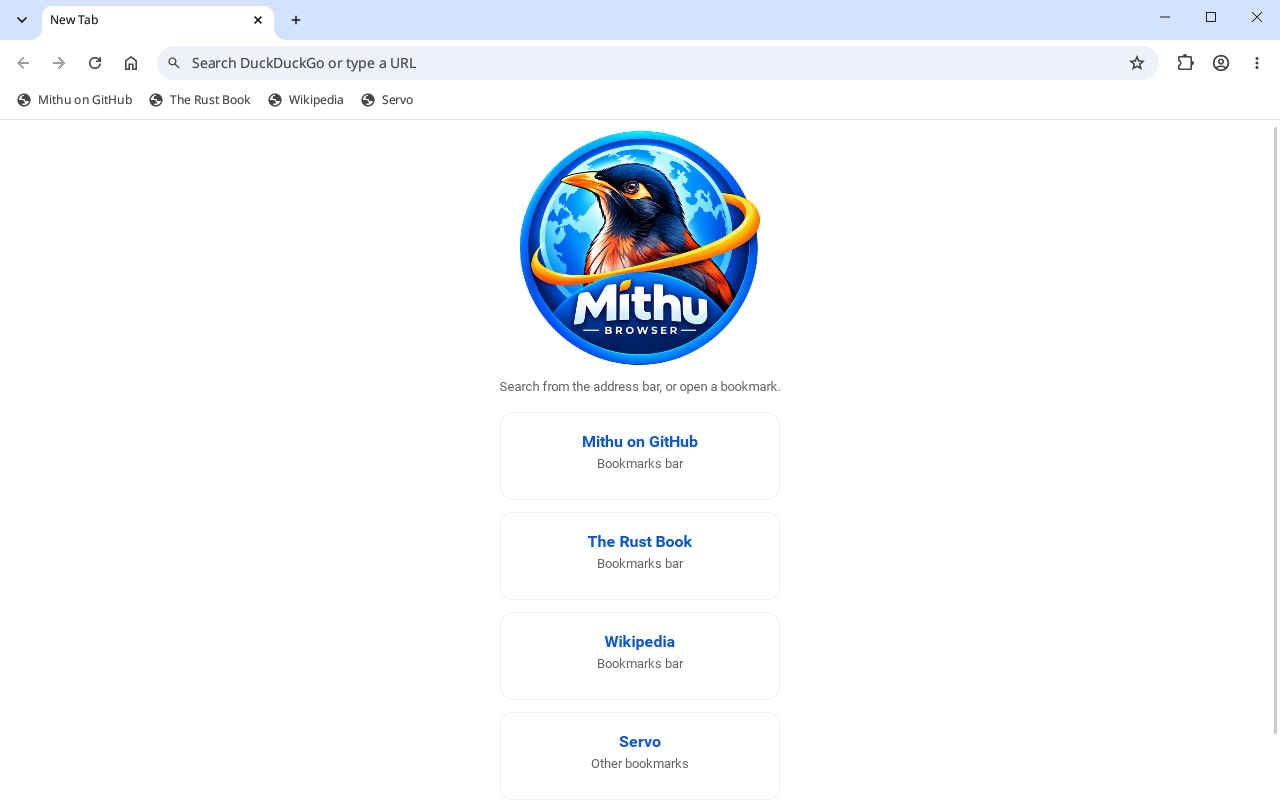 New Tab
Search DuckDuckGo or type a URL
Mithu on GitHub
The Rust Book
Wikipedia
Servo
Mithu
BROWSER
Search from the address bar, or open a bookmark.
Mithu on GitHub
Bookmarks bar
The Rust Book
Bookmarks bar
Wikipedia
Bookmarks bar
Servo
Other bookmarks